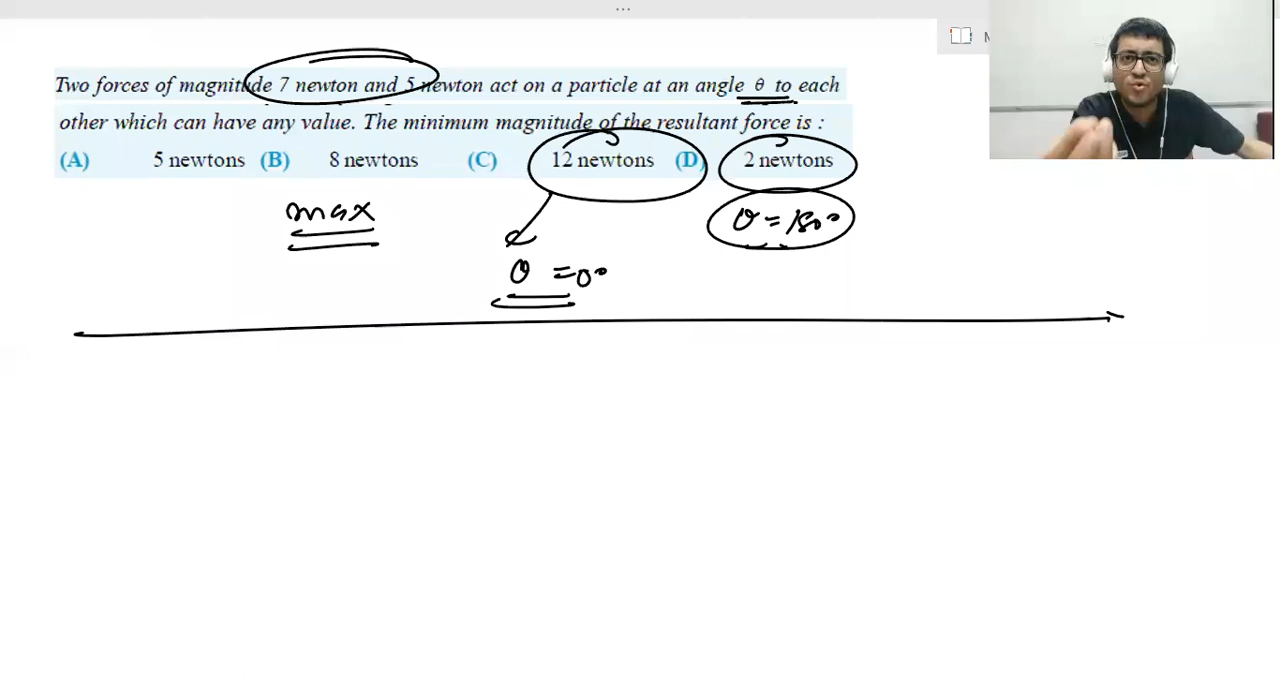 Two forces of magnitude 7 newton and 5 newton act on a particle at an angle θ to each
other which can have any value. The minimum magnitude of the resultant force is :
(A) 5 newtons (B) 8 newtons (C) 12 newtons (D) 2 newtons
max
θ = 180°
θ = 0°